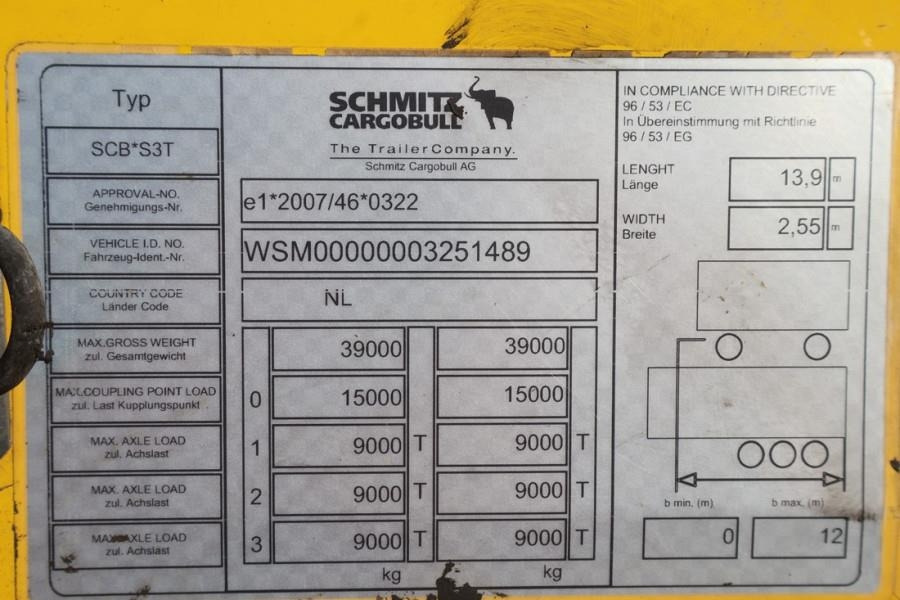 Typ
SCB*S3T
SCHMITZ
CARGOBULL
The TrailerCompany.
Schmitz Cargobull AG
APPROVAL-NO.
Genehmigungs-Nr.
e1*2007/46*0322
VEHICLE I.D. NO.
Fahrzeug-Ident.-Nr.
WSM00000003251489
COUNTRY CODE
Länder Code
NL
MAX.GROSS WEIGHT
zul. Gesamtgewicht
39000
39000
MAX.COUPLING POINT LOAD
zul. Last Kupplungspunkt
0
15000
15000
MAX. AXLE LOAD
zul. Achslast
1
9000 T
9000 T
MAX. AXLE LOAD
zul. Achslast
2
9000 T
9000 T
MAX. AXLE LOAD
zul. Achslast
3
9000 T
9000 T
kg
kg
IN COMPLIANCE WITH DIRECTIVE
96 / 53 / EC
In Übereinstimmung mit Richtlinie
96 / 53 / EG
LENGHT
Länge
13,9 m
WIDTH
Breite
2,55 m
b min. (m)
b max. (m)
0
12